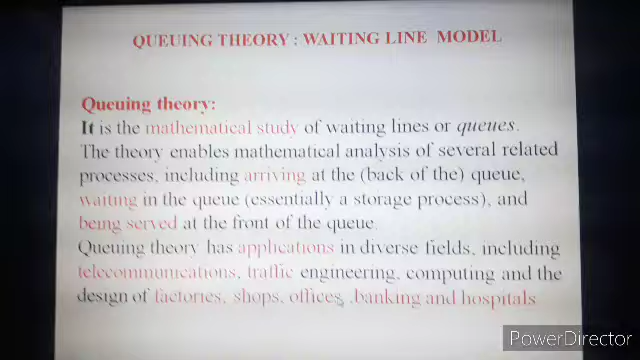 QUEUING THEORY : WAITING LINE MODEL
Queuing theory:
It is the mathematical study of waiting lines or queues.
The theory enables mathematical analysis of several related
processes, including arriving at the (back of the) queue,
waiting in the queue (essentially a storage process), and
being served at the front of the queue.
Queuing theory has applications in diverse fields, including
telecommunications, traffic engineering, computing and the
design of factories, shops, offices, .banking and hospitals
PowerDirector